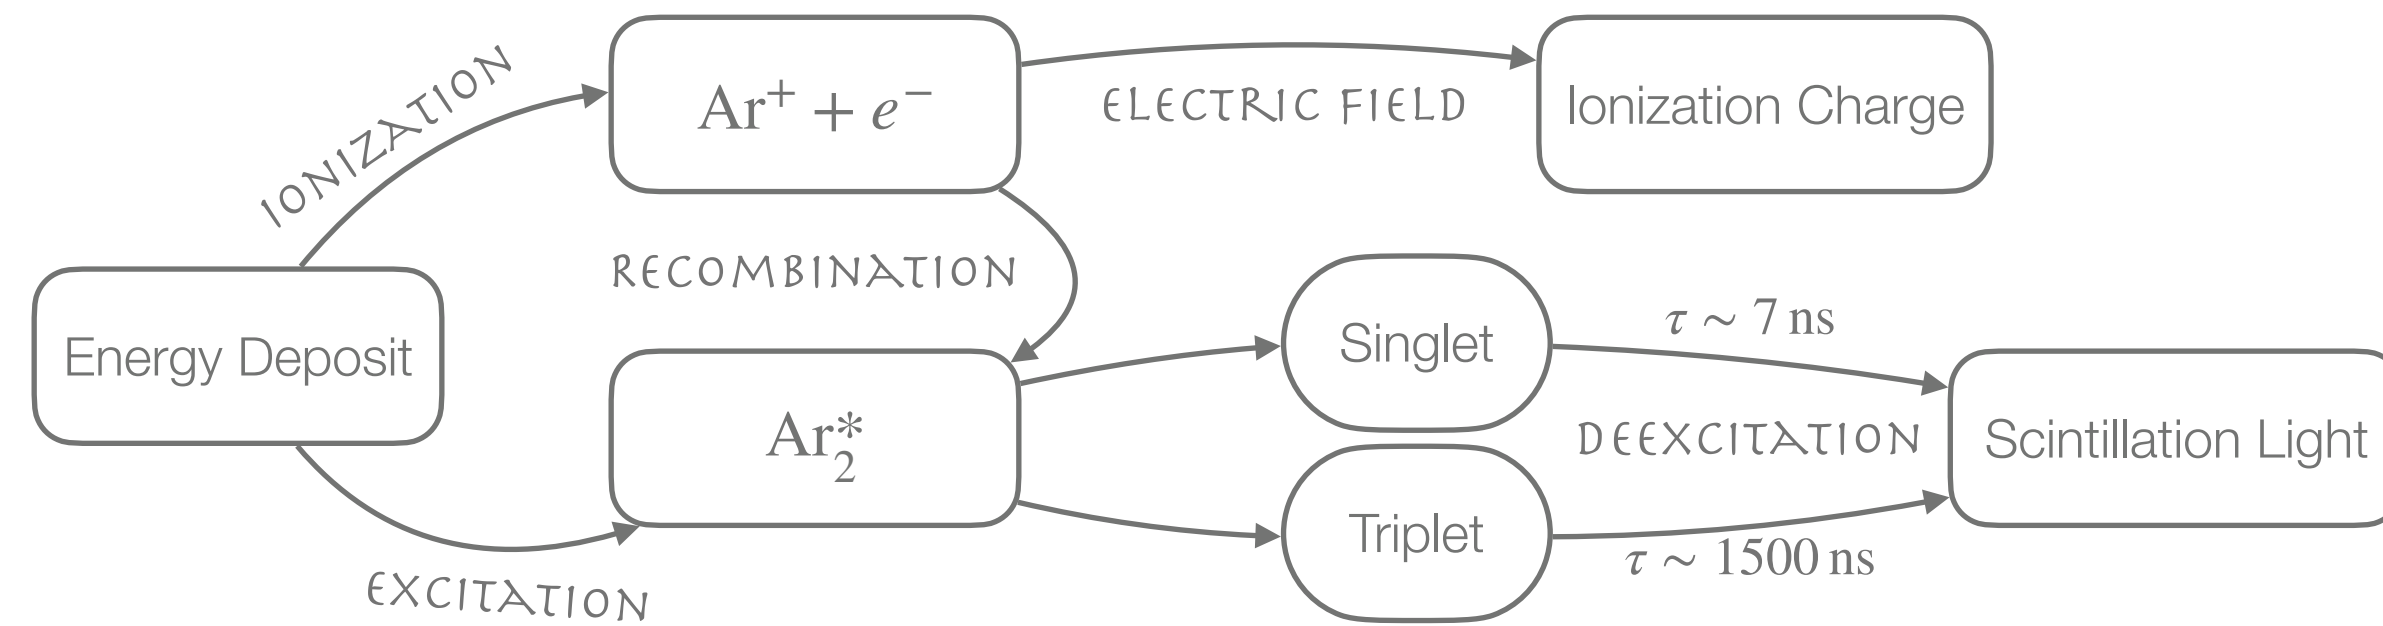 IONIZATION
Ar⁺ + e⁻
ELECTRIC FIELD
Ionization Charge
RECOMBINATION
Energy Deposit
Singlet
τ ~ 7 ns
Ar₂*
DEEXCITATION
Scintillation Light
Triplet
τ ~ 1500 ns
EXCITATION